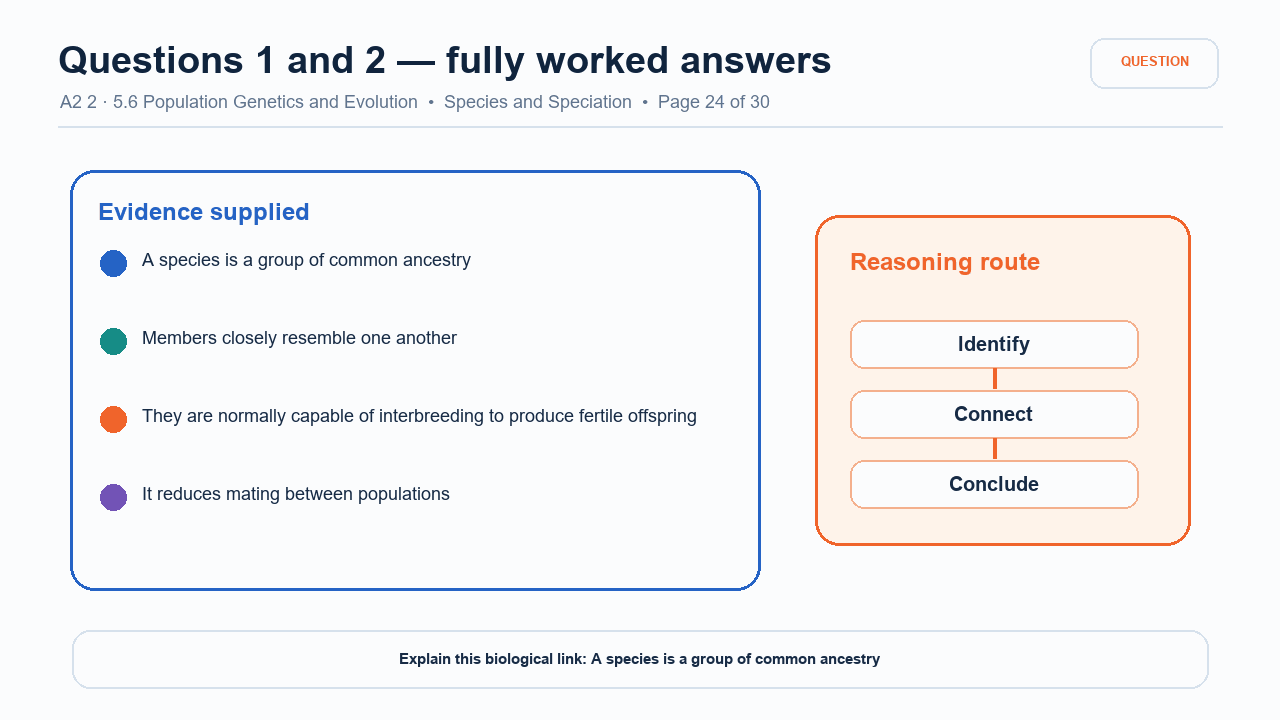 Questions 1 and 2 — fully worked answers
QUESTION
A2 2 · 5.6 Population Genetics and Evolution • Species and Speciation • Page 24 of 30
Evidence supplied
A species is a group of common ancestry
Members closely resemble one another
They are normally capable of interbreeding to produce fertile offspring
It reduces mating between populations
Reasoning route
Identify
Connect
Conclude
Explain this biological link: A species is a group of common ancestry